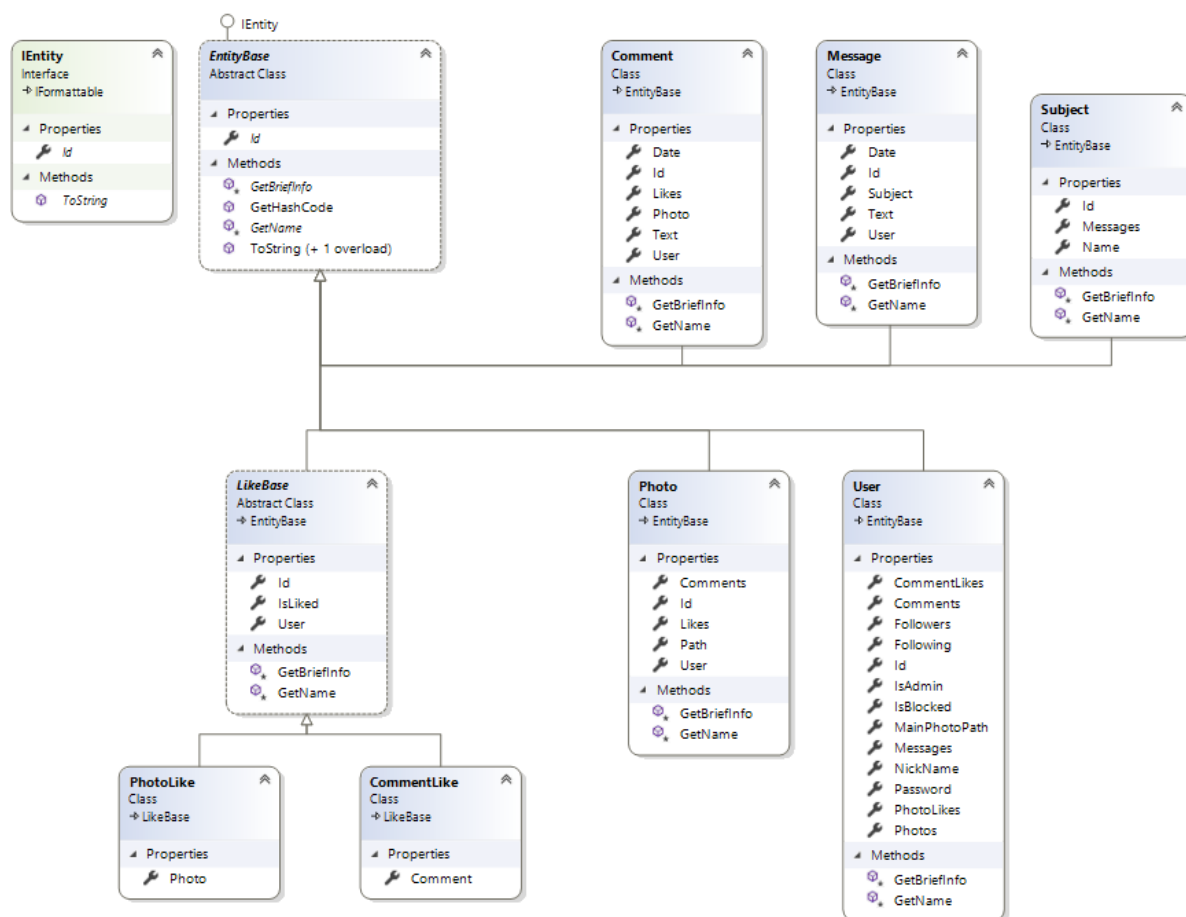 IEntity
IEntity
Interface
IFormattable
Properties
Id
Methods
ToString
EntityBase
Abstract Class
Properties
Id
Methods
GetBriefInfo
GetHashCode
GetName
ToString (+ 1 overload)
Comment
Class
EntityBase
Properties
Date
Id
Likes
Photo
Text
User
Methods
GetBriefInfo
GetName
Message
Class
EntityBase
Properties
Date
Id
Subject
Text
User
Methods
GetBriefInfo
GetName
Subject
Class
EntityBase
Properties
Id
Messages
Name
Methods
GetBriefInfo
GetName
LikeBase
Abstract Class
EntityBase
Properties
Id
IsLiked
User
Methods
GetBriefInfo
GetName
Photo
Class
EntityBase
Properties
Comments
Id
Likes
Path
User
Methods
GetBriefInfo
GetName
User
Class
EntityBase
Properties
CommentLikes
Comments
Followers
Following
Id
IsAdmin
IsBlocked
MainPhotoPath
Messages
NickName
Password
PhotoLikes
Photos
Methods
GetBriefInfo
GetName
PhotoLike
Class
LikeBase
Properties
Photo
CommentLike
Class
LikeBase
Properties
Comment